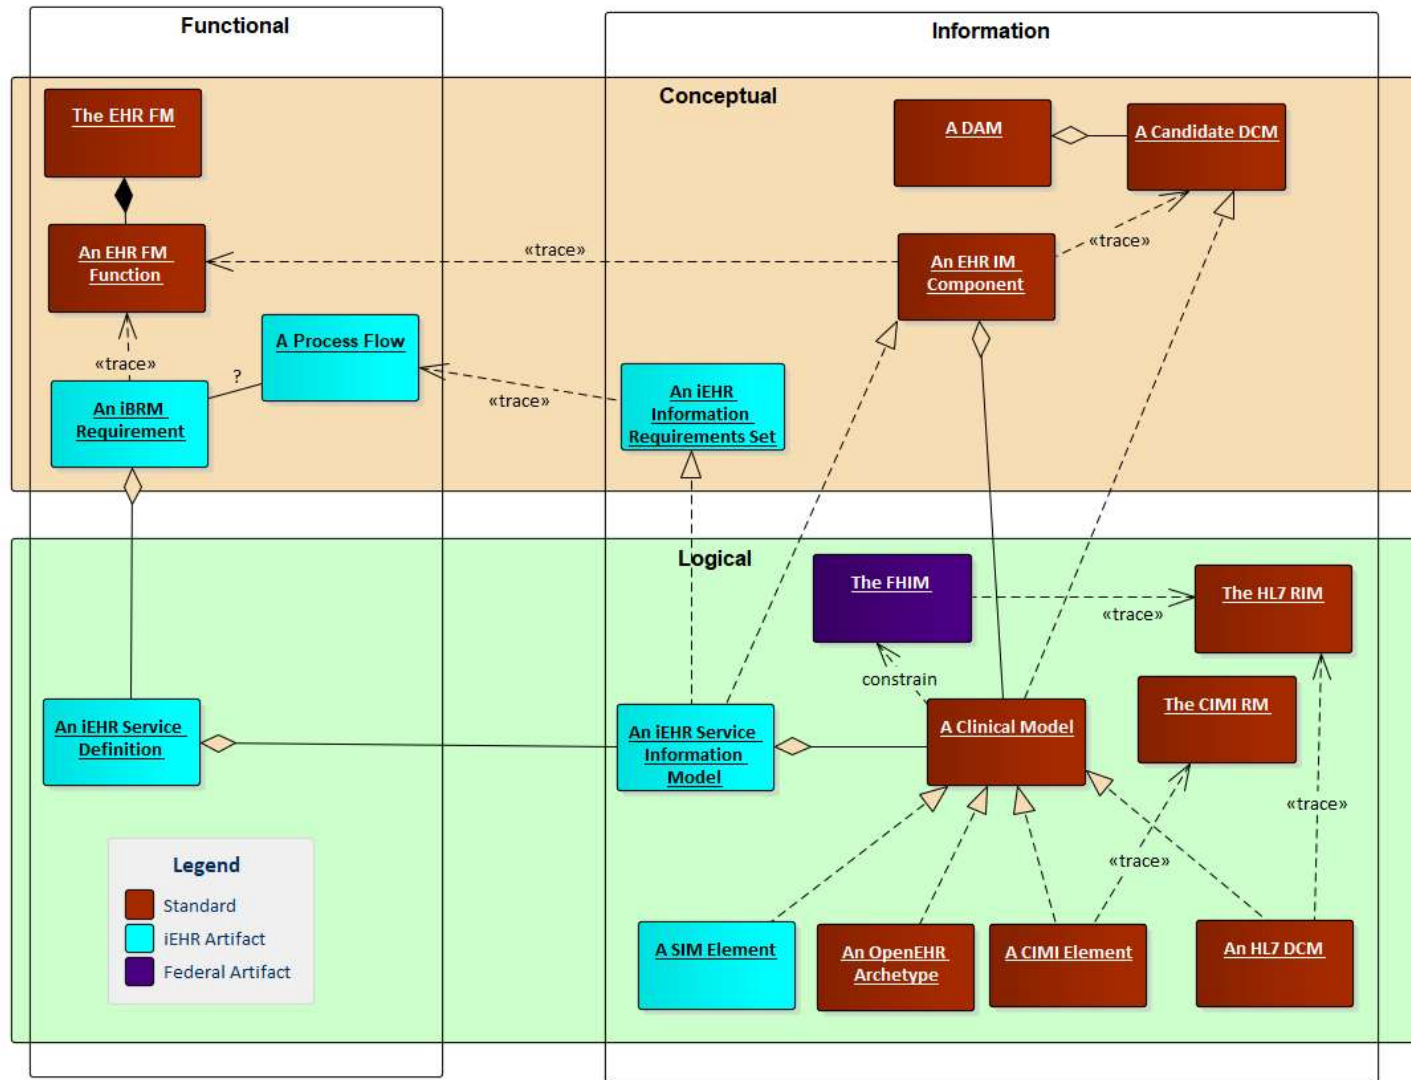 Functional
Information
Conceptual
The EHR FM
A DAM
A Candidate DCM
An EHR FM
Function
«trace»
«trace»
An EHR IM
Component
«trace»
A Process Flow
?
An iBRM
Requirement
«trace»
An iEHR
Information
Requirements Set
Logical
The FHIM
«trace»
The HL7 RIM
constrain
An iEHR Service
Definition
An iEHR Service
Information
Model
A Clinical Model
The CIMI RM
«trace»
«trace»
Legend
Standard
iEHR Artifact
Federal Artifact
A SIM Element
An OpenEHR
Archetype
A CIMI Element
An HL7 DCM